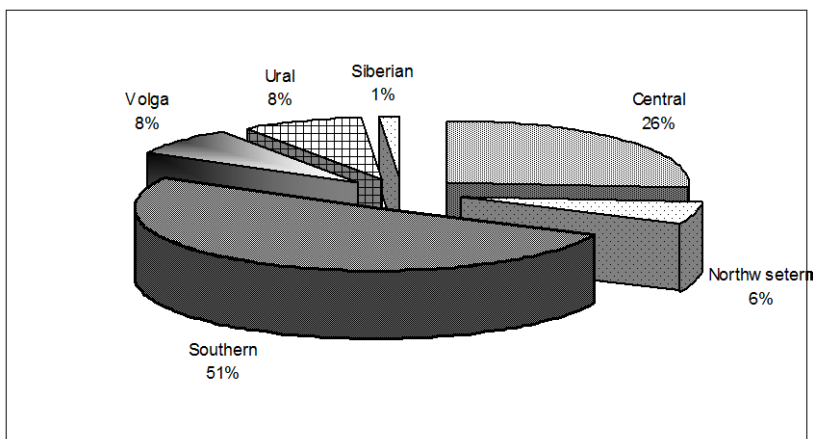 Siberian
1%
Ural
8%
Volga
8%
Central
26%
Northw setern
6%
Southern
51%